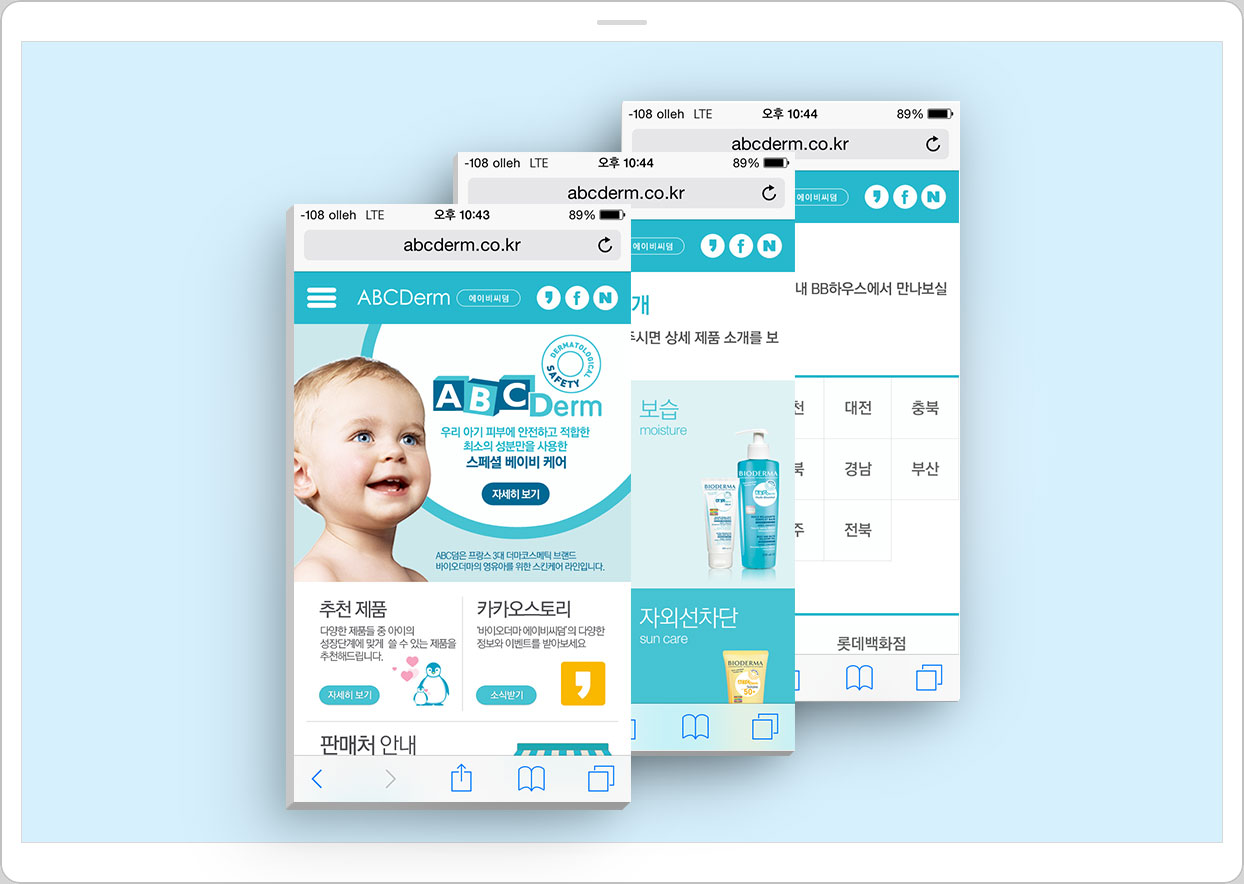 -108 olleh LTE 오후 10:43 89%
abcderm.co.kr
ABCDerm 에이비씨덤
DERMATOLOGICAL
SAFETY
ABC Derm
우리 아기 피부에 안전하고 적합한
최소의 성분만을 사용한
스페셜 베이비 케어
자세히 보기
ABC덤은 프랑스 3대 더마코스메틱 브랜드
바이오더마의 영유아를 위한 스킨케어 라인입니다.
추천 제품
다양한 제품들 중 아이의
성장단계에 맞게 쓸 수 있는 제품을
추천해드립니다.
자세히 보기
카카오스토리
'바이오더마 에이비씨덤'의 다양한
정보와 이벤트를 받아보세요
소식받기
판매처 안내
-108 olleh LTE 오후 10:44 89%
abcderm.co.kr
에이비씨덤
개
주시면 상세 제품 소개를 보
보습
moisture
BIODERMA
BIODERMA
자외선차단
sun care
BIODERMA
50+
-108 olleh LTE 오후 10:44 89%
abcderm.co.kr
에이비씨덤
내 BB하우스에서 만나보실
대전 충북
경남 부산
전북
롯데백화점